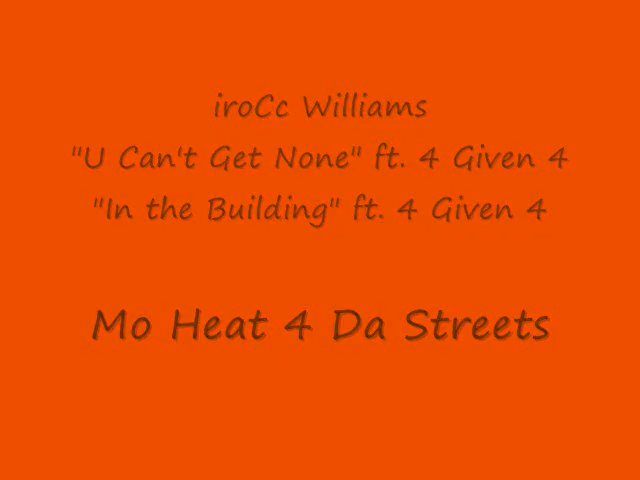 iroCc Williams
"U Can't Get None" ft. 4 Given 4
"In the Building" ft. 4 Given 4
Mo Heat 4 Da Streets